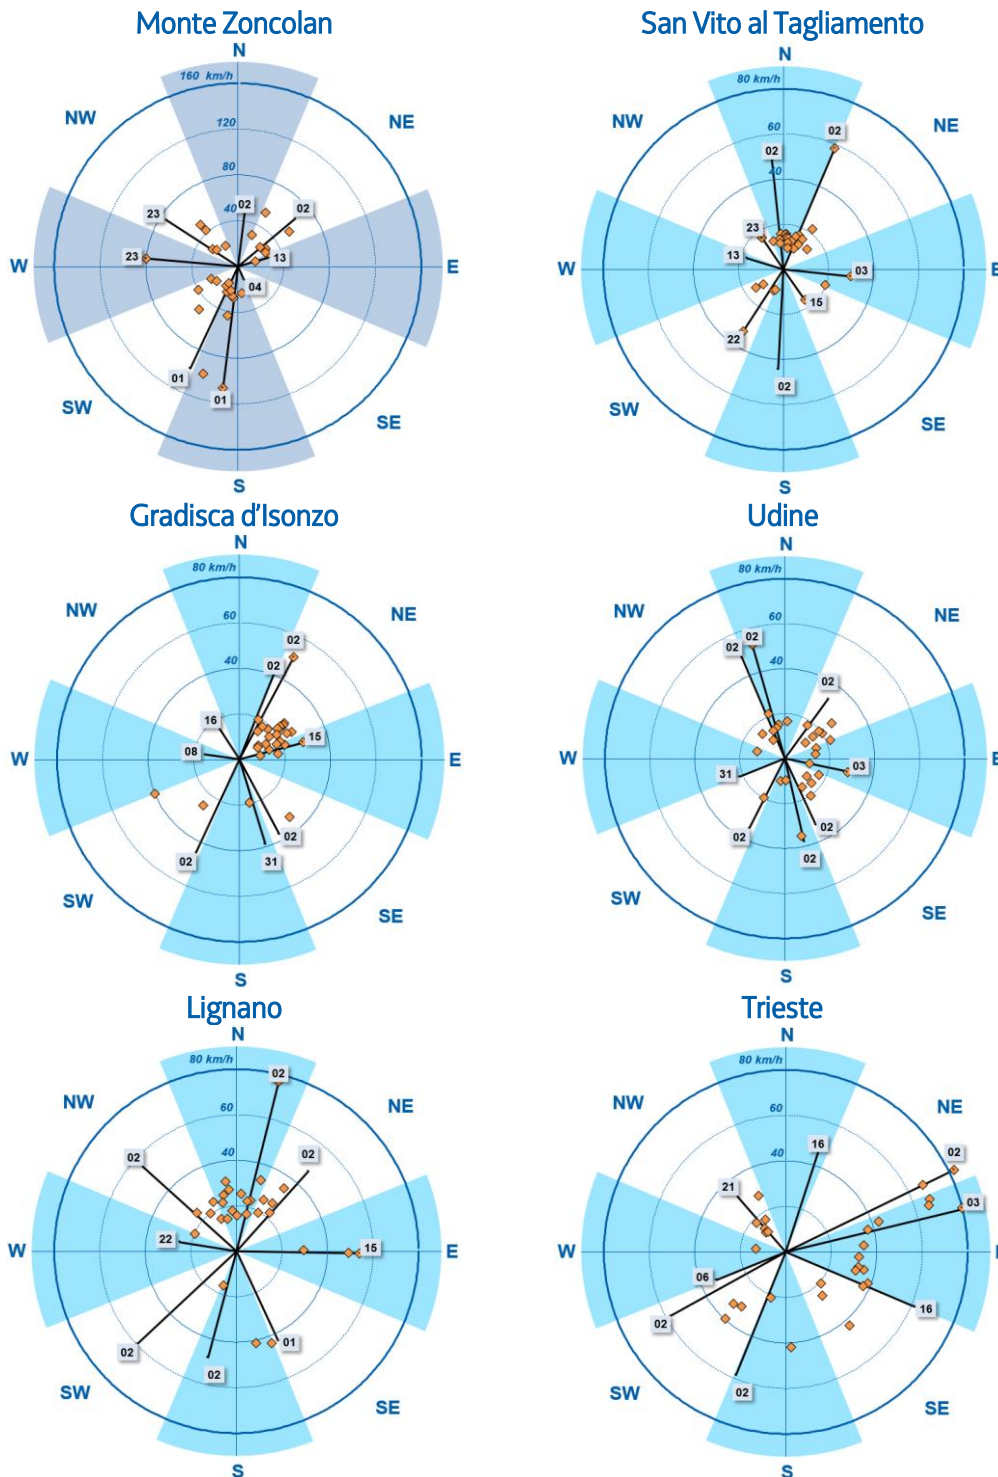 Monte Zoncolan
N
160 km/h
NW
NE
120
80
40
02
02
23
23
13
W
E
04
01
01
SW
SE
S
San Vito al Tagliamento
N
80 km/h
NW
NE
60
40
02
02
23
13
W
E
03
15
22
02
SW
SE
S
Gradisca d'Isonzo
N
80 km/h
NW
NE
60
40
02
02
16
15
08
W
E
02
02
31
SW
SE
S
Udine
N
80 km/h
NW
NE
60
40
02
02
02
W
E
03
31
02
02
02
SW
SE
S
Lignano
N
80 km/h
02
NW
NE
60
40
02
02
22
15
W
E
01
02
02
SW
SE
S
Trieste
N
80 km/h
NW
NE
60
40
16
02
21
03
W
06
16
02
02
SW
SE
S